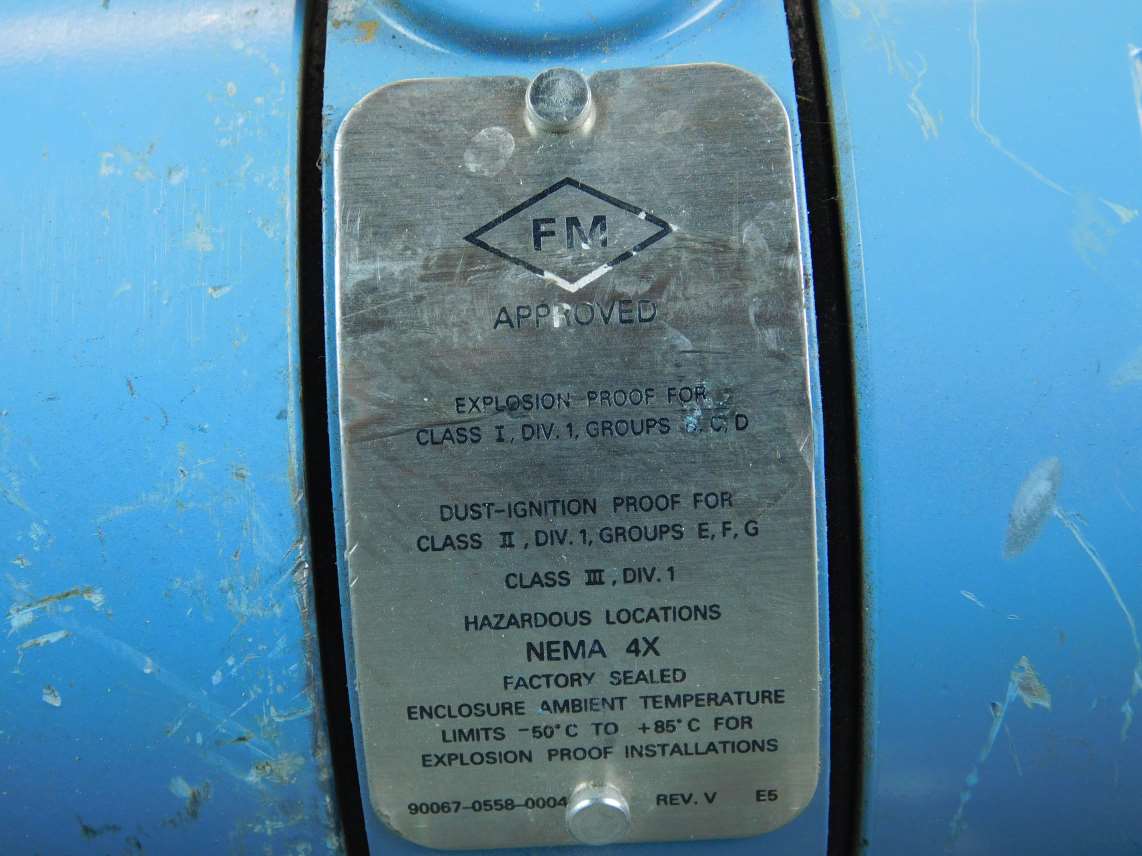 FM
APPROVED
EXPLOSION PROOF FOR
CLASS I, DIV. 1, GROUPS B, C, D
DUST-IGNITION PROOF FOR
CLASS II, DIV. 1, GROUPS E, F, G
CLASS III, DIV. 1
HAZARDOUS LOCATIONS
NEMA 4X
FACTORY SEALED
ENCLOSURE AMBIENT TEMPERATURE
LIMITS -50°C TO +85°C FOR
EXPLOSION PROOF INSTALLATIONS
90067-0558-0004 REV. V E5